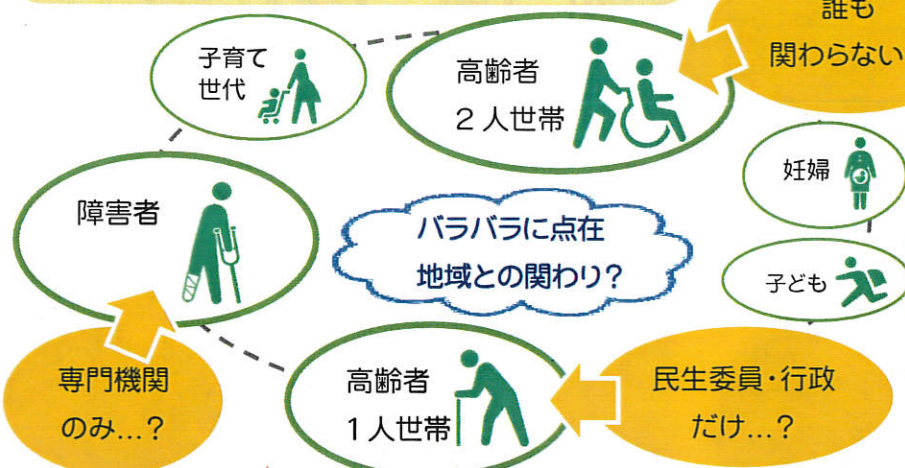 誰も
関わらない
子育て
世代
高齢者
2人世帯
妊婦
障害者
バラバラに点在
地域との関わり?
子ども
専門機関
のみ…?
高齢者
1人世帯
民生委員・行政
だけ…?